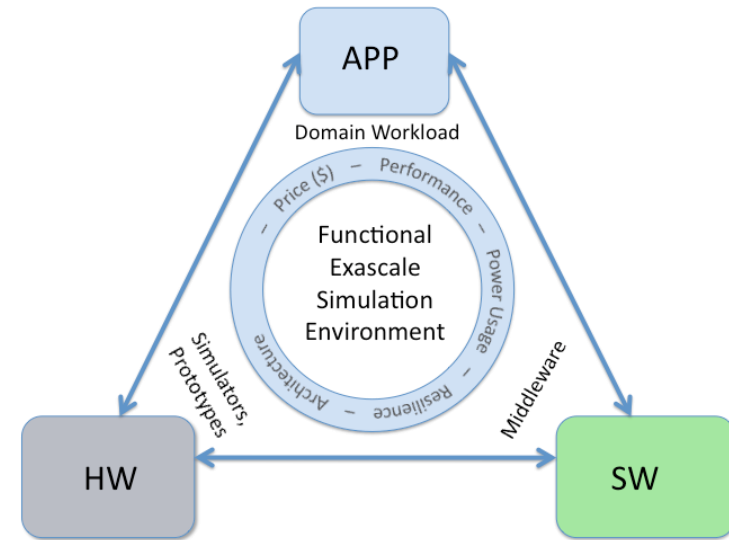 APP
Domain Workload
– Price ($) – Performance – Power Usage – Resilience – Architecture
Functional
Exascale
Simulation
Environment
Simulators,
Prototypes
Middleware
HW
SW